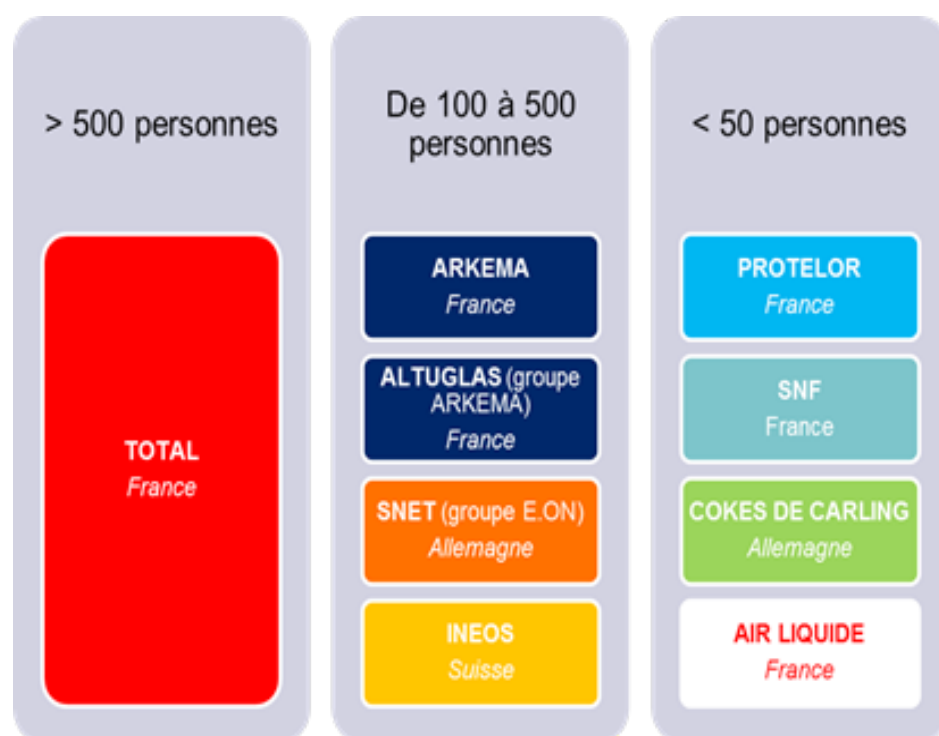 > 500 personnes
TOTAL
France
De 100 à 500
personnes
ARKEMA
France
ALTUGLAS (groupe
ARKEMA)
France
SNET (groupe E.ON)
Allemagne
INEOS
Suisse
< 50 personnes
PROTELOR
France
SNF
France
COKES DE CARLING
Allemagne
AIR LIQUIDE
France